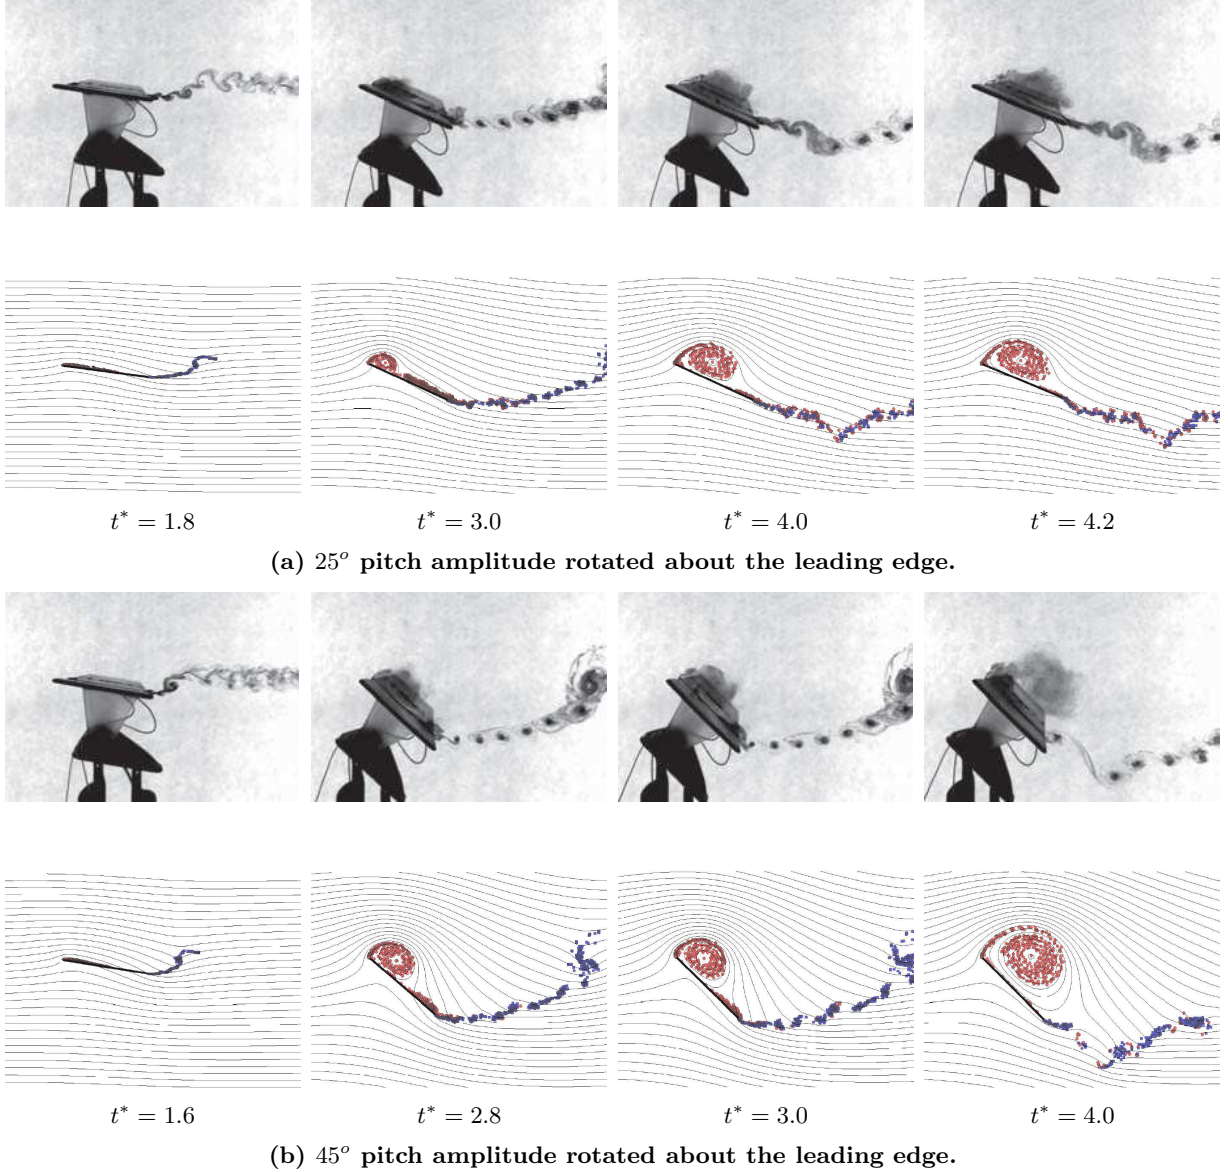 t* = 1.8 t* = 3.0 t* = 4.0 t* = 4.2
(a) 25° pitch amplitude rotated about the leading edge.
t* = 1.6 t* = 2.8 t* = 3.0 t* = 4.0
(b) 45° pitch amplitude rotated about the leading edge.